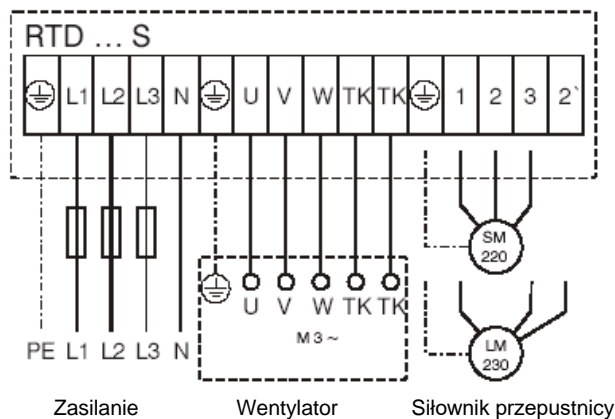 RTD ... S
L1 L2 L3 N U V W TK TK 1 2 3 2`
SM
220
U V W TK TK
M 3 ~
LM
230
PE L1 L2 L3 N
Zasilanie Wentylator Siłownik przepustnicy